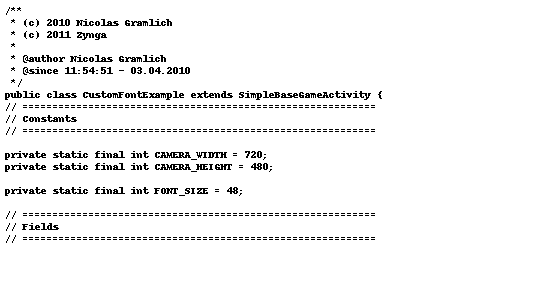 /**
 * (c) 2010 Nicolas Gramlich
 * (c) 2011 Zynga
 *
 * @author Nicolas Gramlich
 * @since 11:54:51 - 03.04.2010
 */
public class CustomFontExample extends SimpleBaseGameActivity {
// ===========================================================
// Constants
// ===========================================================

private static final int CAMERA_WIDTH = 720;
private static final int CAMERA_HEIGHT = 480;

private static final int FONT_SIZE = 48;

// ===========================================================
// Fields
// ===========================================================